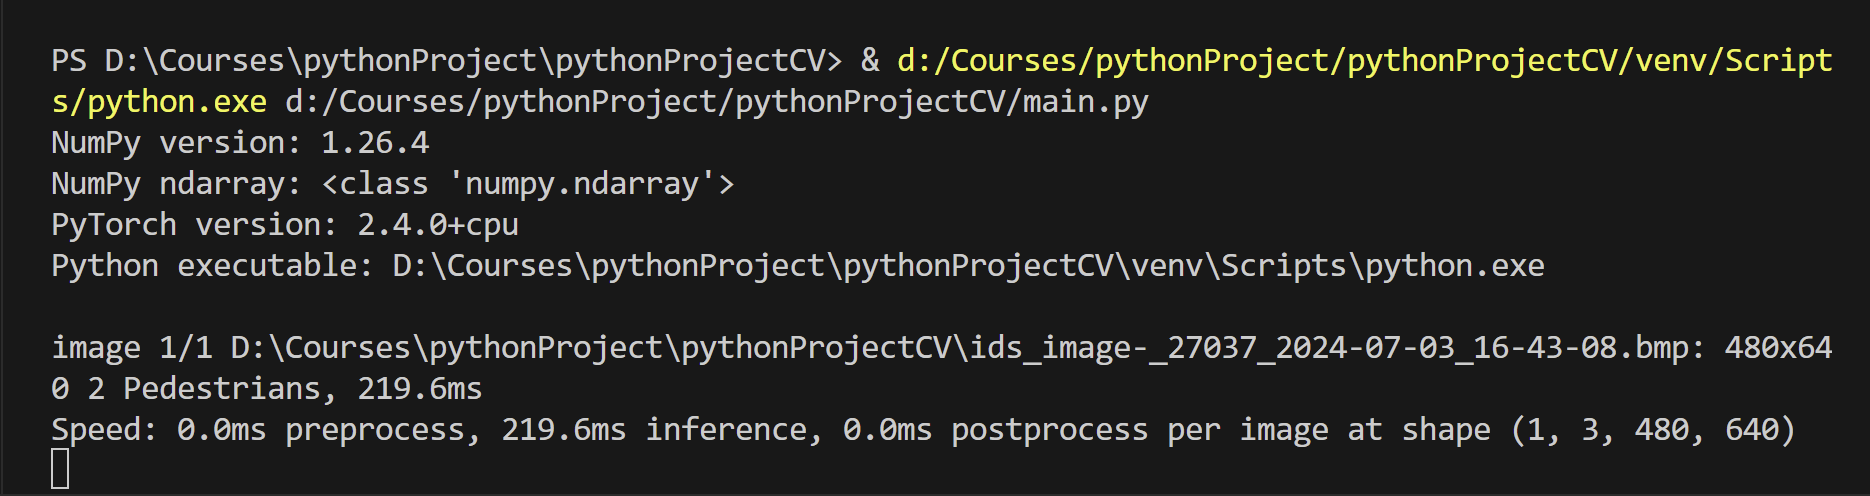 PS D:\Courses\pythonProject\pythonProjectCV> & d:/Courses/pythonProject/pythonProjectCV/venv/Script
s/python.exe d:/Courses/pythonProject/pythonProjectCV/main.py
NumPy version: 1.26.4
NumPy ndarray: <class 'numpy.ndarray'>
PyTorch version: 2.4.0+cpu
Python executable: D:\Courses\pythonProject\pythonProjectCV\venv\Scripts\python.exe
image 1/1 D:\Courses\pythonProject\pythonProjectCV\ids_image-_27037_2024-07-03_16-43-08.bmp: 480x64
0 2 Pedestrians, 219.6ms
Speed: 0.0ms preprocess, 219.6ms inference, 0.0ms postprocess per image at shape (1, 3, 480, 640)